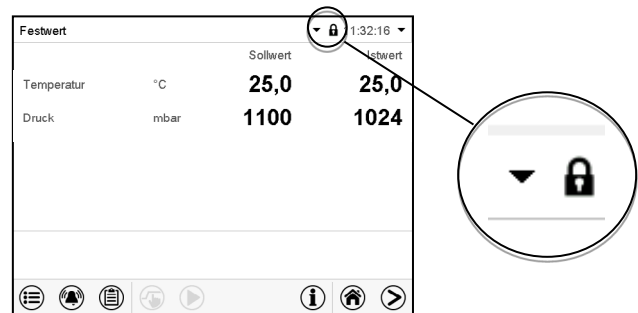 Festwert 1:32:16
Sollwert Istwert
Temperatur °C 25,0 25,0
Druck mbar 1100 1024